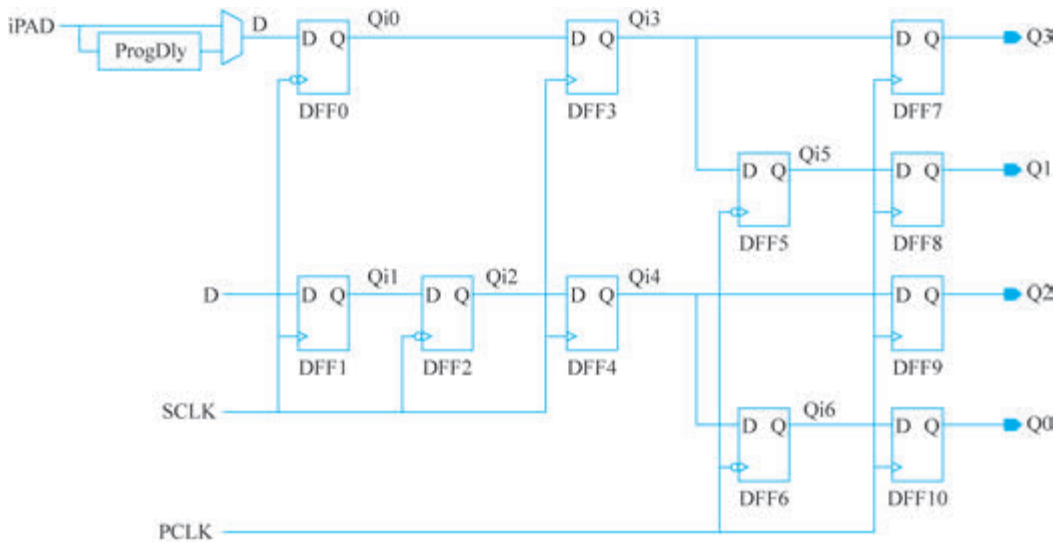 iPAD
ProgDly
D
D Q
DFF0
Qi0
D Q
DFF3
Qi3
D Q
DFF7
Q3
D Q
DFF5
Qi5
D Q
DFF8
Q1
D
D Q
DFF1
Qi1
D Q
DFF2
Qi2
D Q
DFF4
Qi4
D Q
DFF9
Q2
SCLK
D Q
DFF6
Qi6
D Q
DFF10
Q0
PCLK